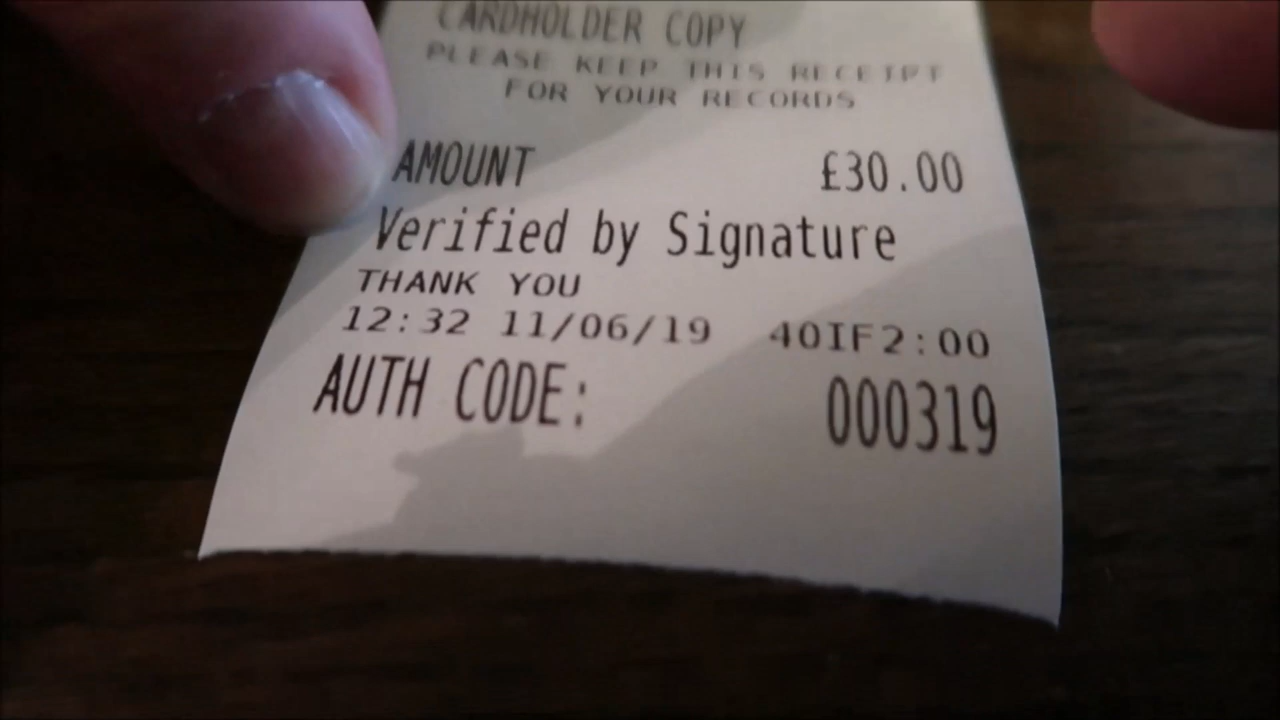 CARDHOLDER COPY
PLEASE KEEP THIS RECEIPT
FOR YOUR RECORDS
AMOUNT £30.00
Verified by Signature
THANK YOU
12:32 11/06/19 40IF2:00
AUTH CODE: 000319